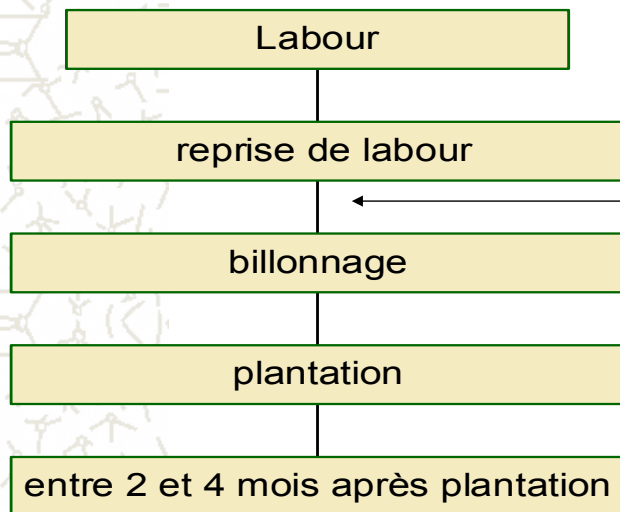 Labour
reprise de labour
billonnage
plantation
entre 2 et 4 mois après plantation